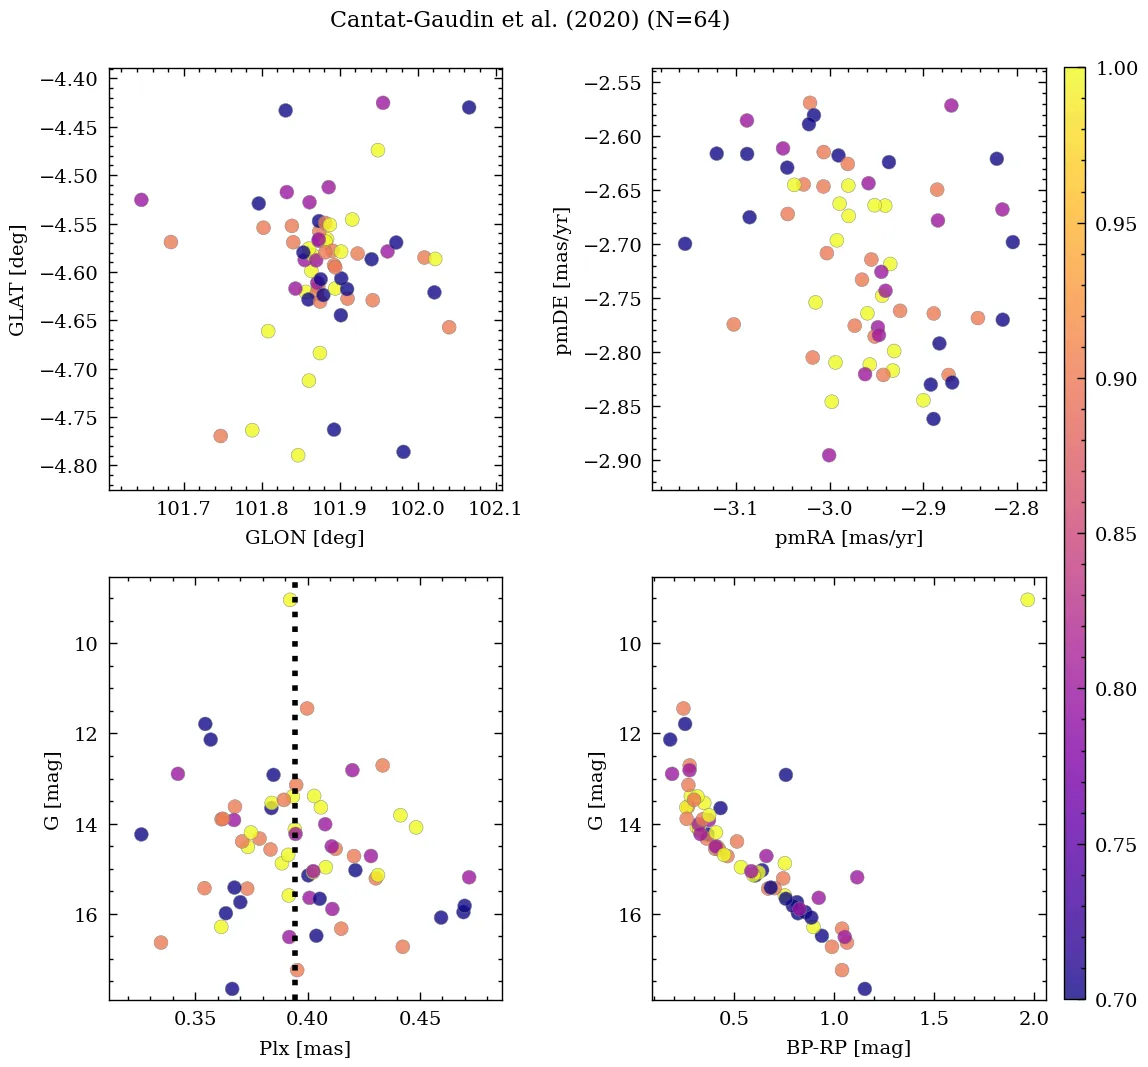 Cantat-Gaudin et al. (2020) (N=64)
−4.40
−4.45
−4.50
−4.55
−4.60
−4.65
−4.70
−4.75
−4.80
GLAT [deg]
101.7 101.8 101.9 102.0 102.1
GLON [deg]
−2.55
−2.60
−2.65
−2.70
−2.75
−2.80
−2.85
−2.90
pmDE [mas/yr]
−3.1 −3.0 −2.9 −2.8
pmRA [mas/yr]
10
12
14
16
G [mag]
0.35 0.40 0.45
Plx [mas]
10
12
14
16
G [mag]
0.5 1.0 1.5 2.0
BP-RP [mag]
1.00
0.95
0.90
0.85
0.80
0.75
0.70